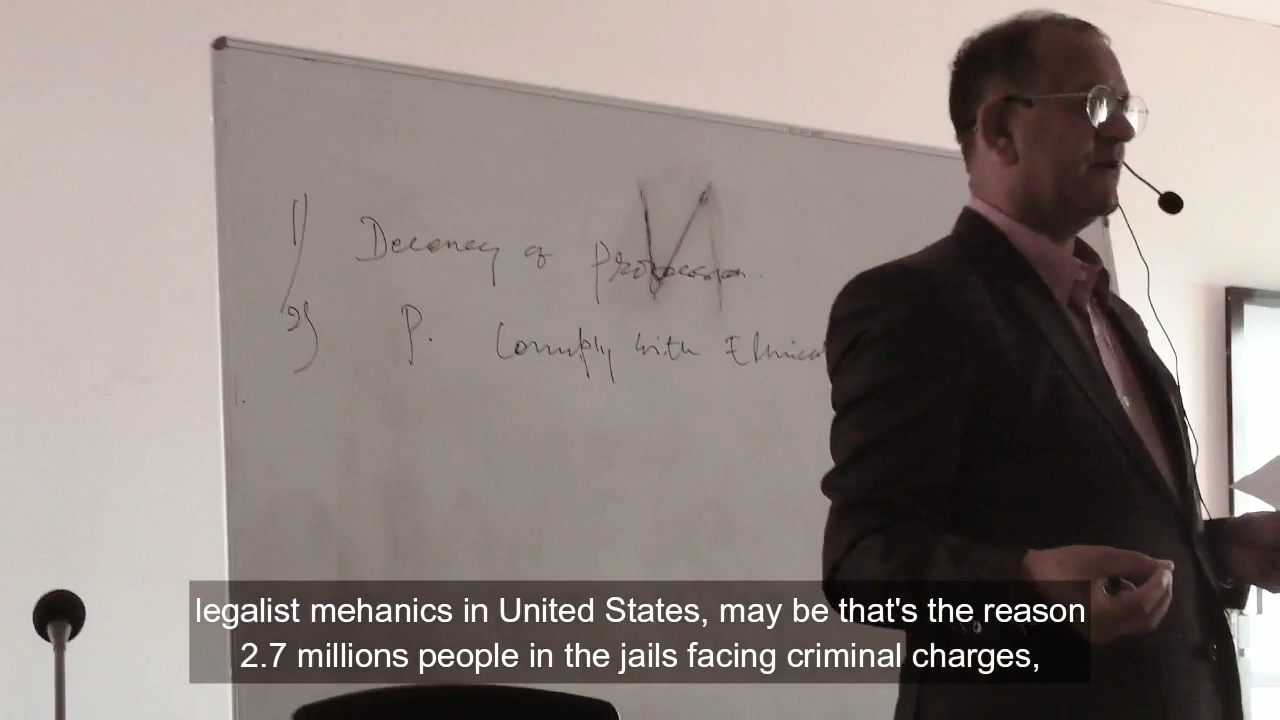 1) Decency of Profession.
2) P. Comply with Ethical
legalist mehanics in United States, may be that's the reason
2.7 millions people in the jails facing criminal charges,